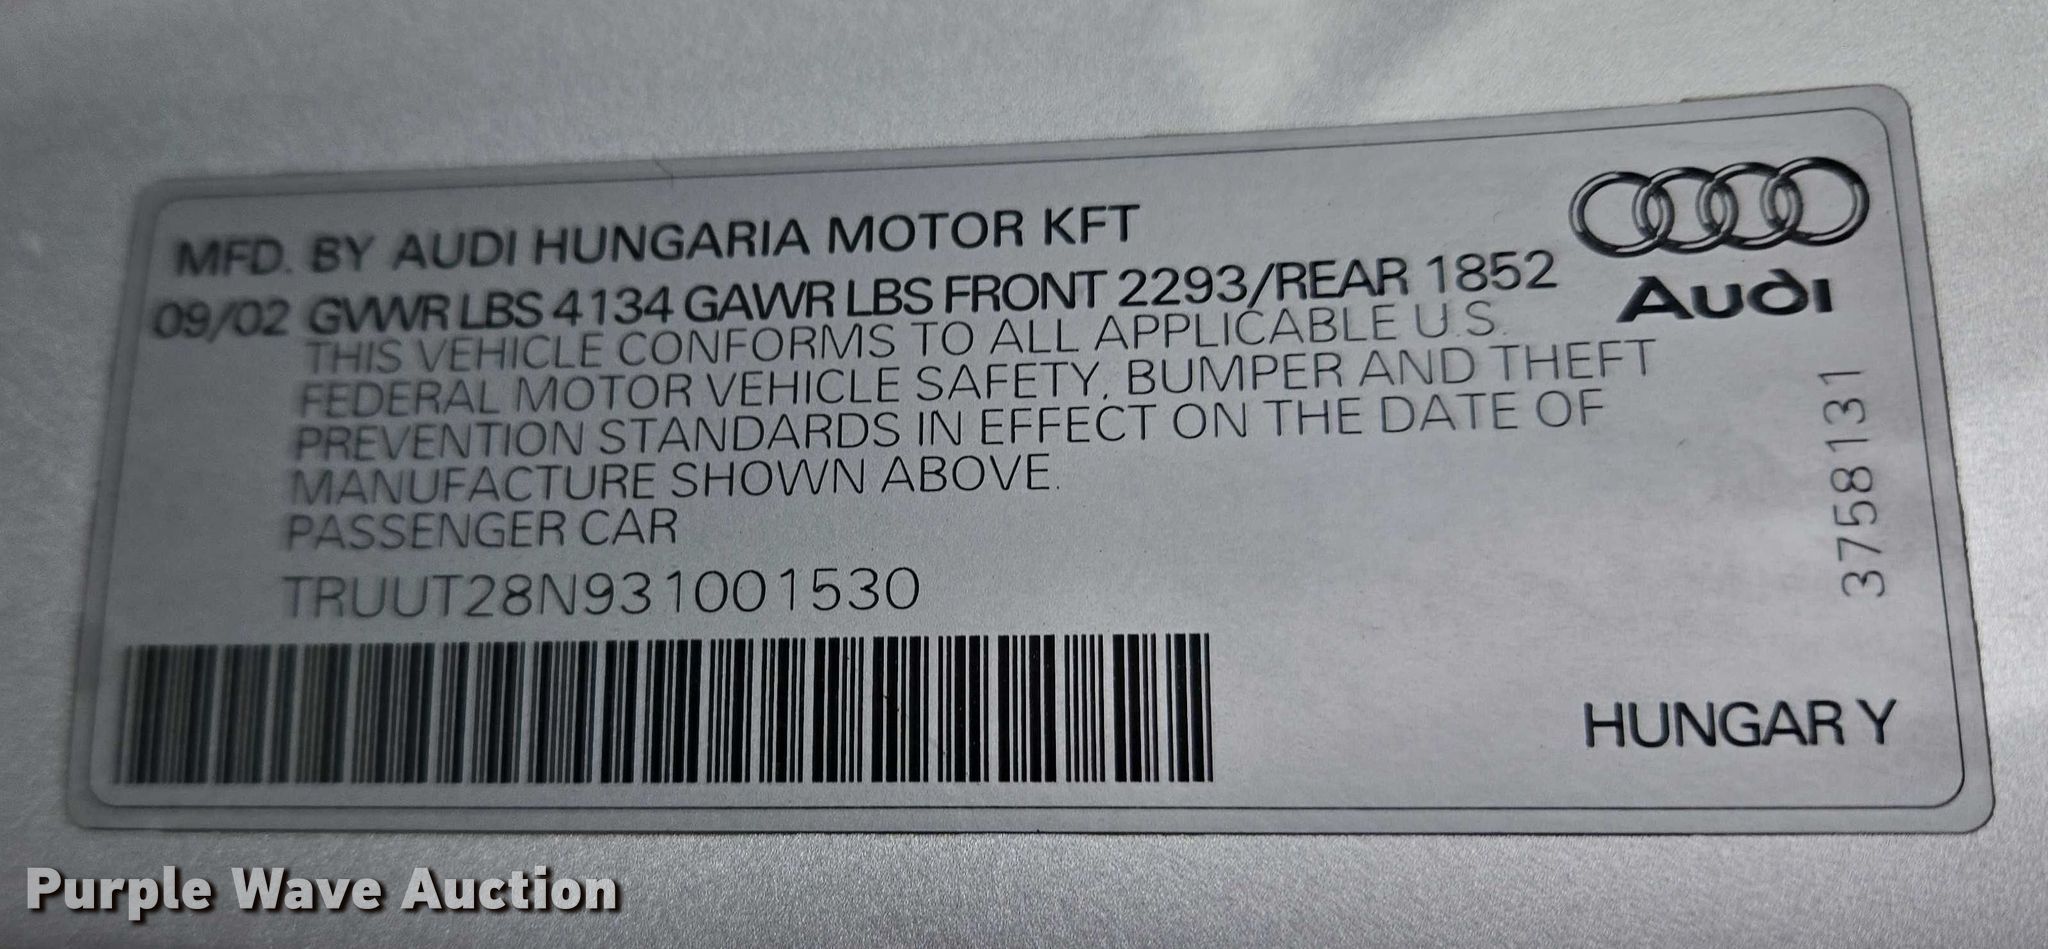 MFD. BY AUDI HUNGARIA MOTOR KFT
09/02 GVWR LBS 4134 GAWR LBS FRONT 2293/REAR 1852
THIS VEHICLE CONFORMS TO ALL APPLICABLE U.S.
FEDERAL MOTOR VEHICLE SAFETY, BUMPER AND THEFT
PREVENTION STANDARDS IN EFFECT ON THE DATE OF
MANUFACTURE SHOWN ABOVE.
PASSENGER CAR
TRUUT28N931001530
Audi
3758131
HUNGARY
Purple Wave Auction